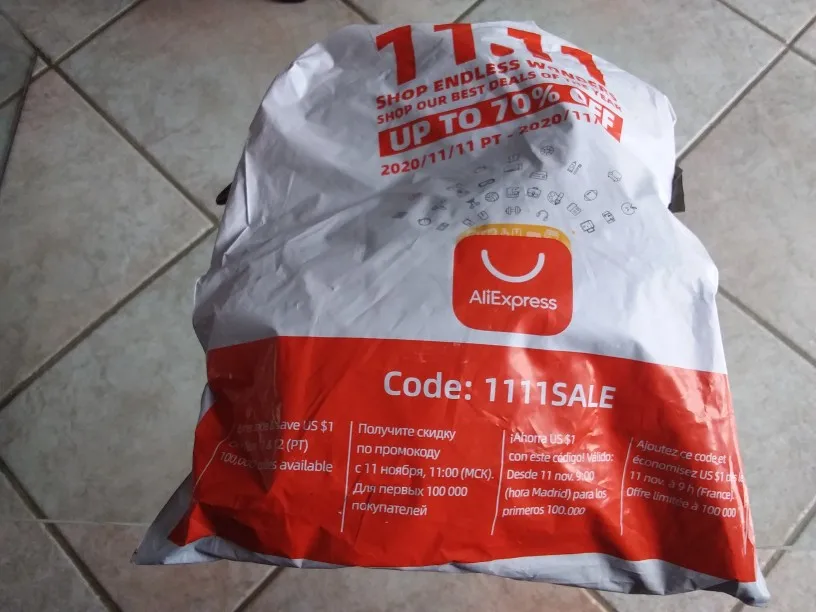 11.11
SHOP ENDLESS WONDERS
SHOP OUR BEST DEALS OF THE YEAR
UP TO 70% OFF
2020/11/11 PT - 2020/11/
AliExpress
Code: 1111SALE
save US $1
(PT)
100,000 available
Получите скидку
по промокоду
с 11 ноября, 11:00 (МСК).
Для первых 100 000
покупателей
¡Ahorra US $1
con este código! Válido:
Desde 11 nov. 9:00
(hora Madrid) para los
primeros 100.000
Ajoutez ce code et
économisez US $1
11 nov. à 9 h (France).
Offre limitée à 100 000